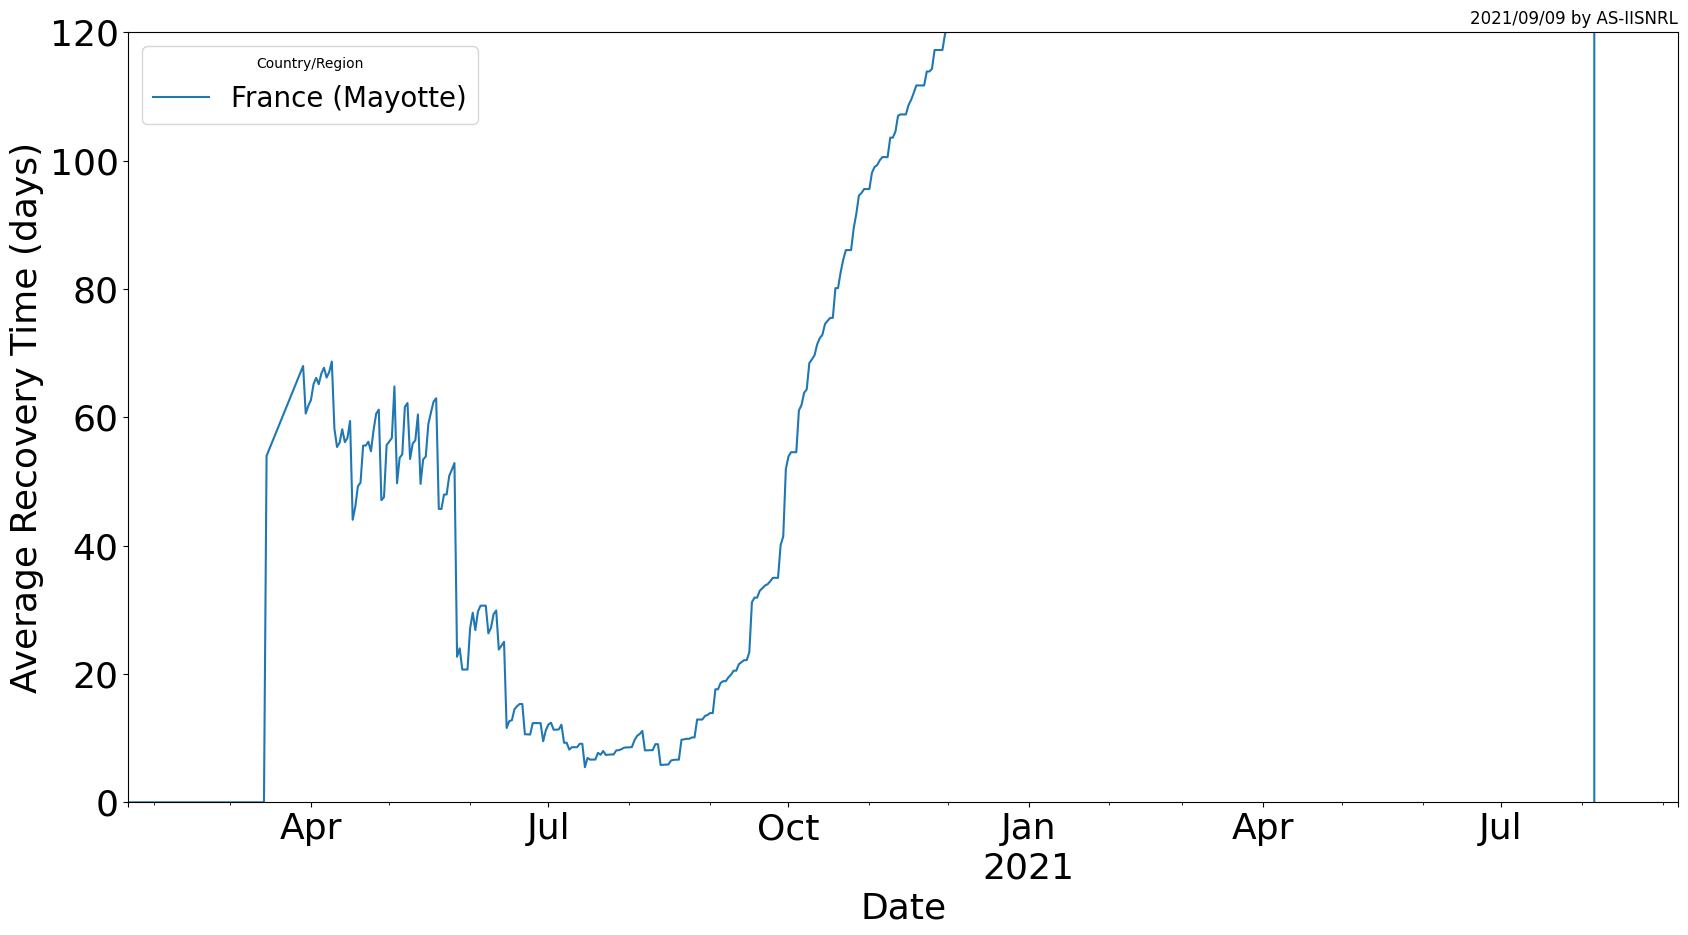 2021/09/09 by AS-IISNRL
Country/Region
France (Mayotte)
Average Recovery Time (days)
120
100
80
60
40
20
0
Apr
Jul
Oct
Jan
2021
Apr
Jul
Date